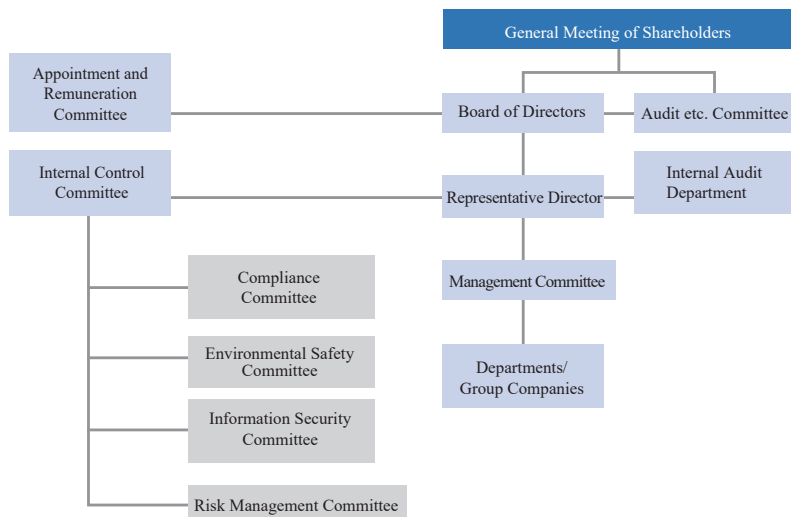 General Meeting of Shareholders
Appointment and
Remuneration
Committee
Board of Directors
Audit etc. Committee
Internal Control
Committee
Representative Director
Internal Audit
Department
Compliance
Committee
Management Committee
Environmental Safety
Committee
Departments/
Group Companies
Information Security
Committee
Risk Management Committee